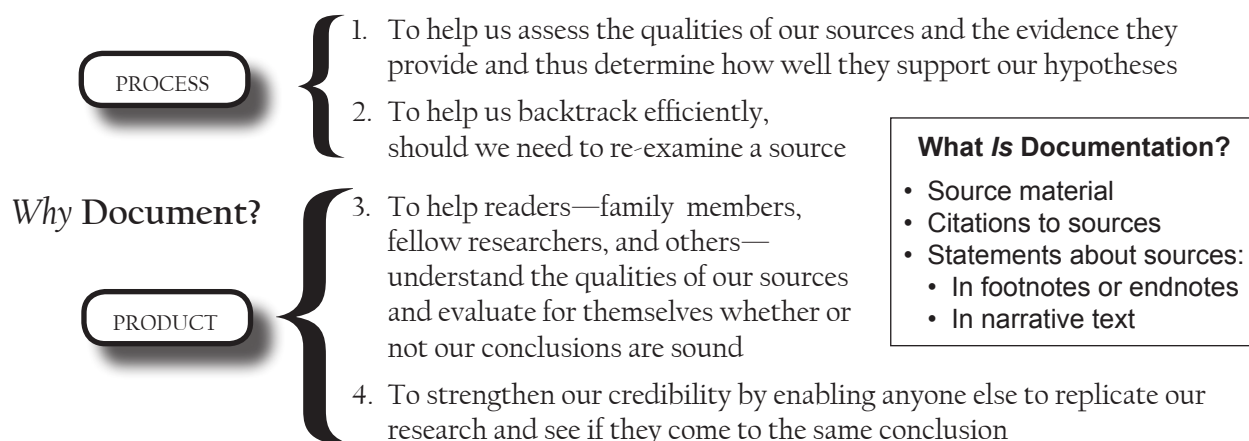 PROCESS
1. To help us assess the qualities of our sources and the evidence they
provide and thus determine how well they support our hypotheses
2. To help us backtrack efficiently,
should we need to re-examine a source
What Is Documentation?
• Source material
• Citations to sources
• Statements about sources:
• In footnotes or endnotes
• In narrative text
Why Document?
PRODUCT
3. To help readers—family members,
fellow researchers, and others—
understand the qualities of our sources
and evaluate for themselves whether or
not our conclusions are sound
4. To strengthen our credibility by enabling anyone else to replicate our
research and see if they come to the same conclusion